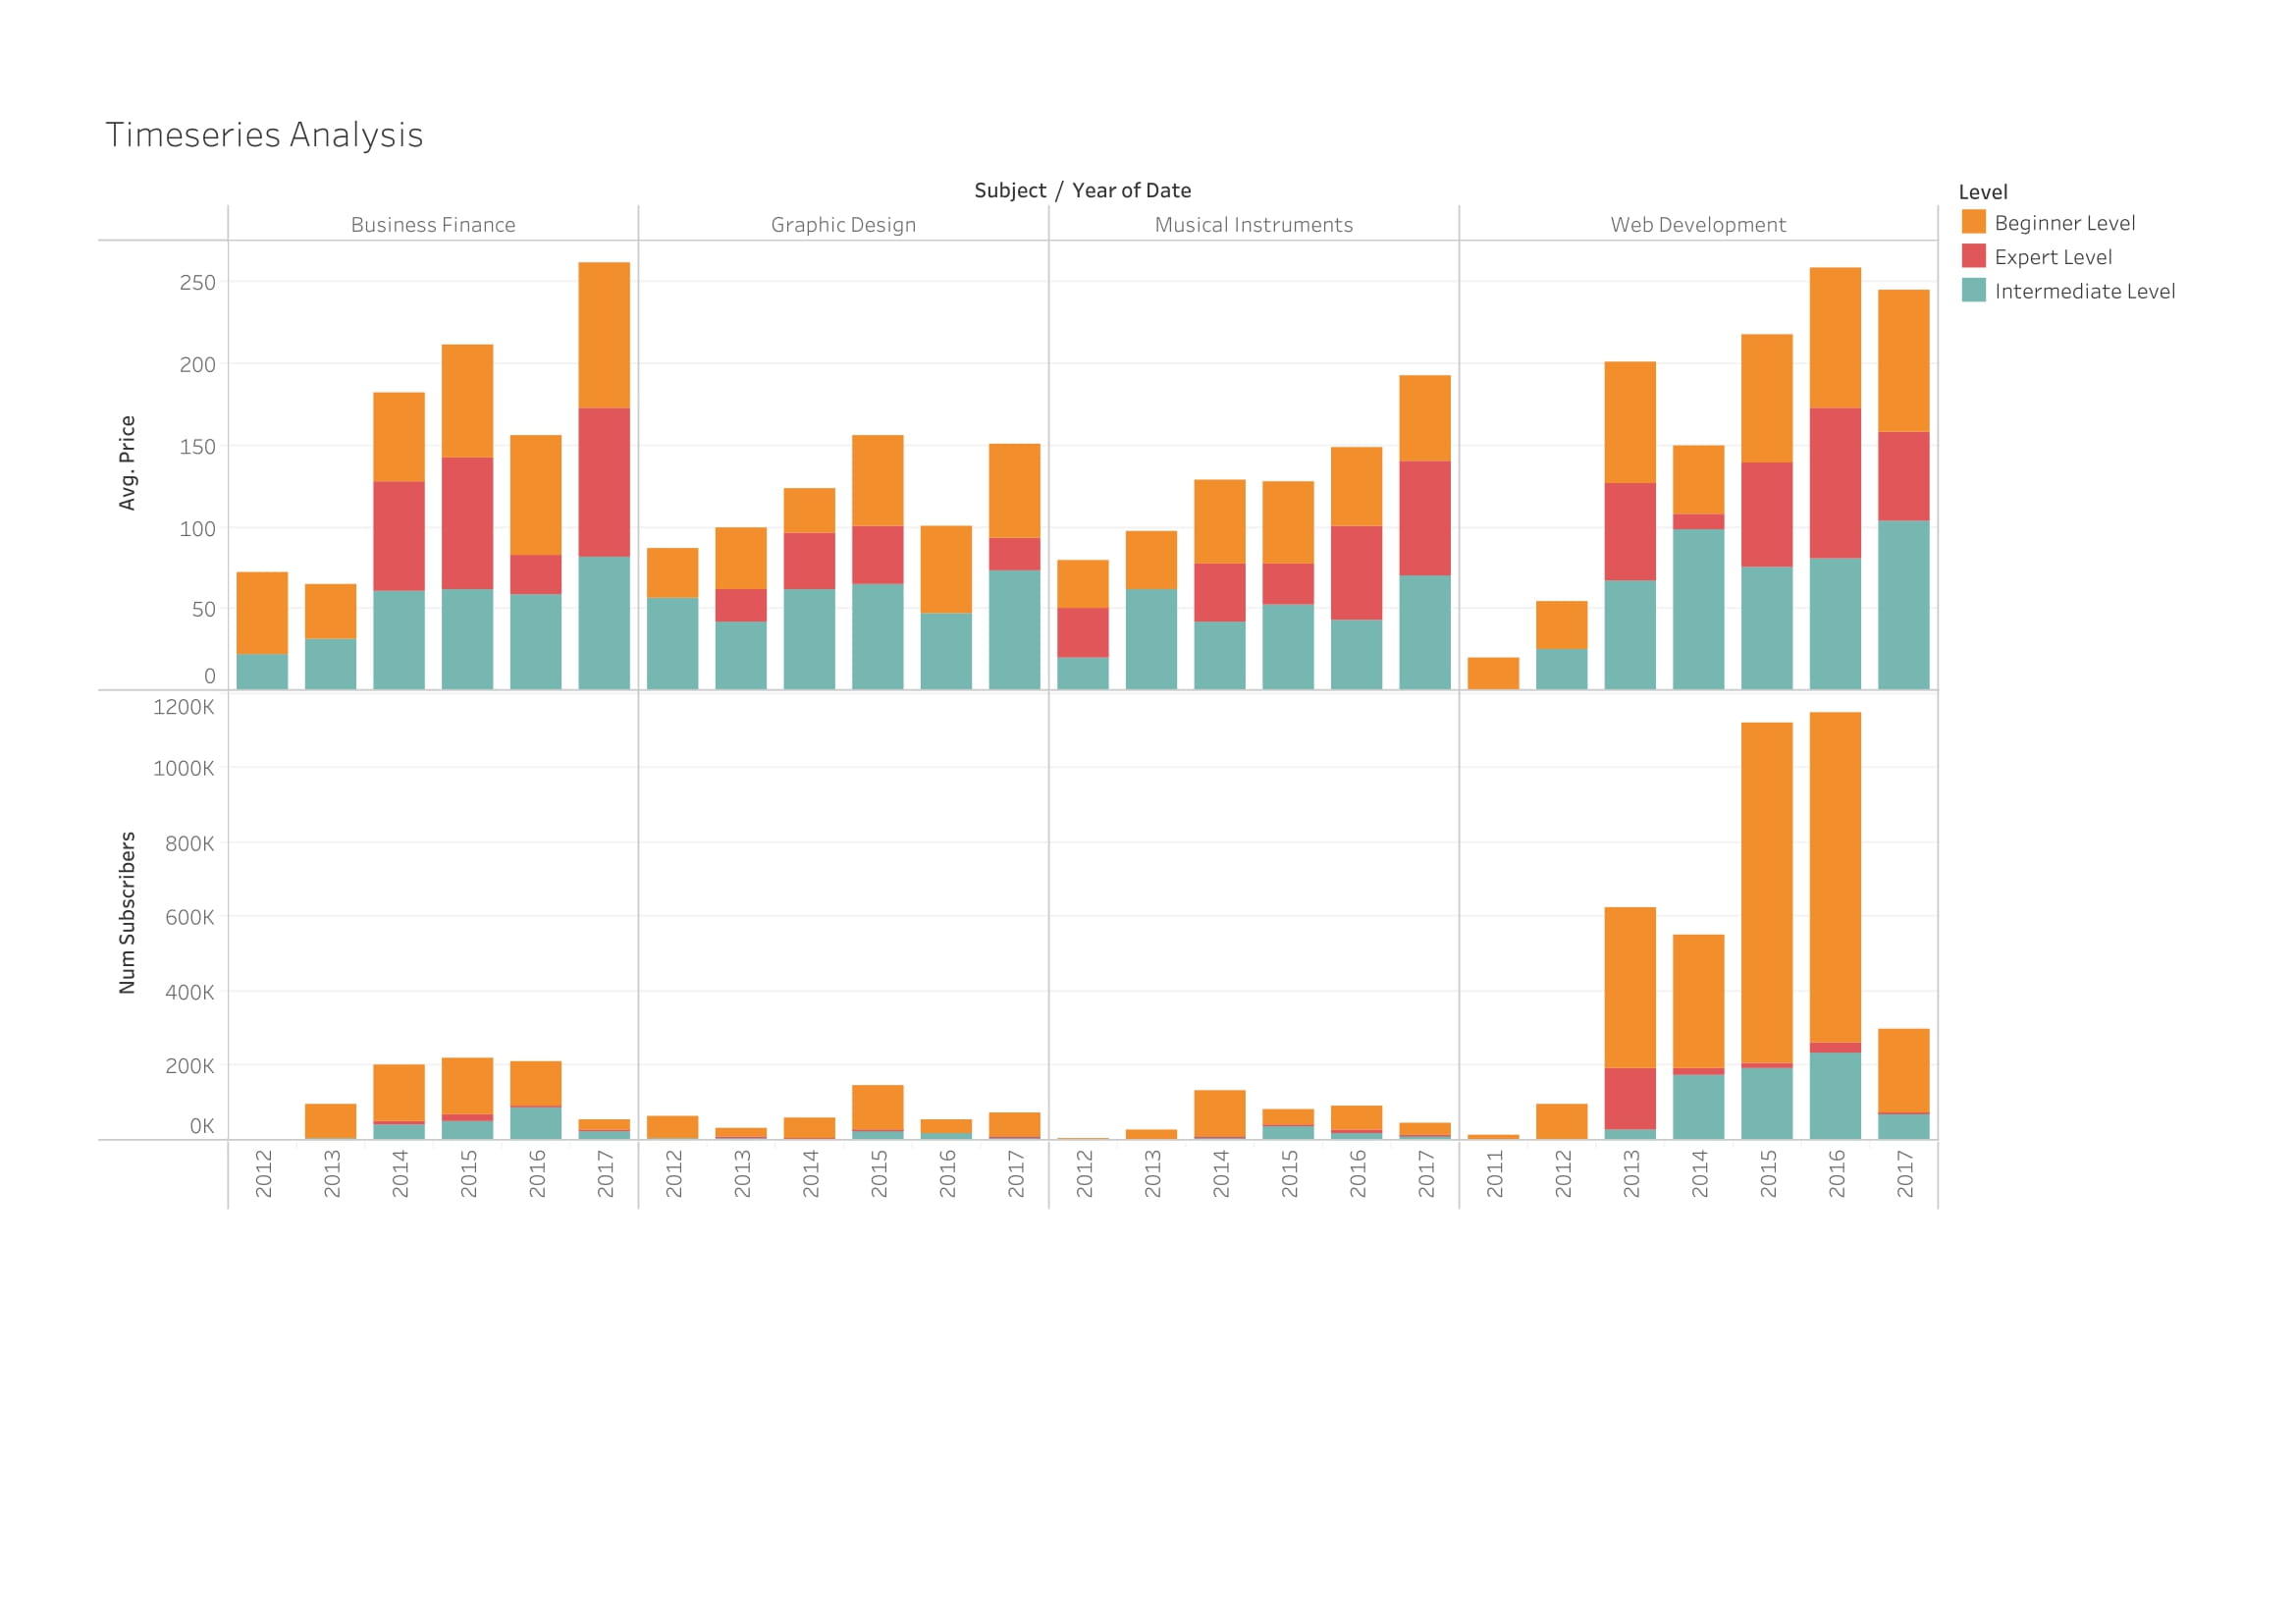 Timeseries Analysis
Subject / Year of Date
Business Finance Graphic Design Musical Instruments Web Development
Level
Beginner Level
Expert Level
Intermediate Level
Avg. Price
250
200
150
100
50
0
Num Subscribers
1200K
1000K
800K
600K
400K
200K
0K
2012 2013 2014 2015 2016 2017 2012 2013 2014 2015 2016 2017 2012 2013 2014 2015 2016 2017 2011 2012 2013 2014 2015 2016 2017